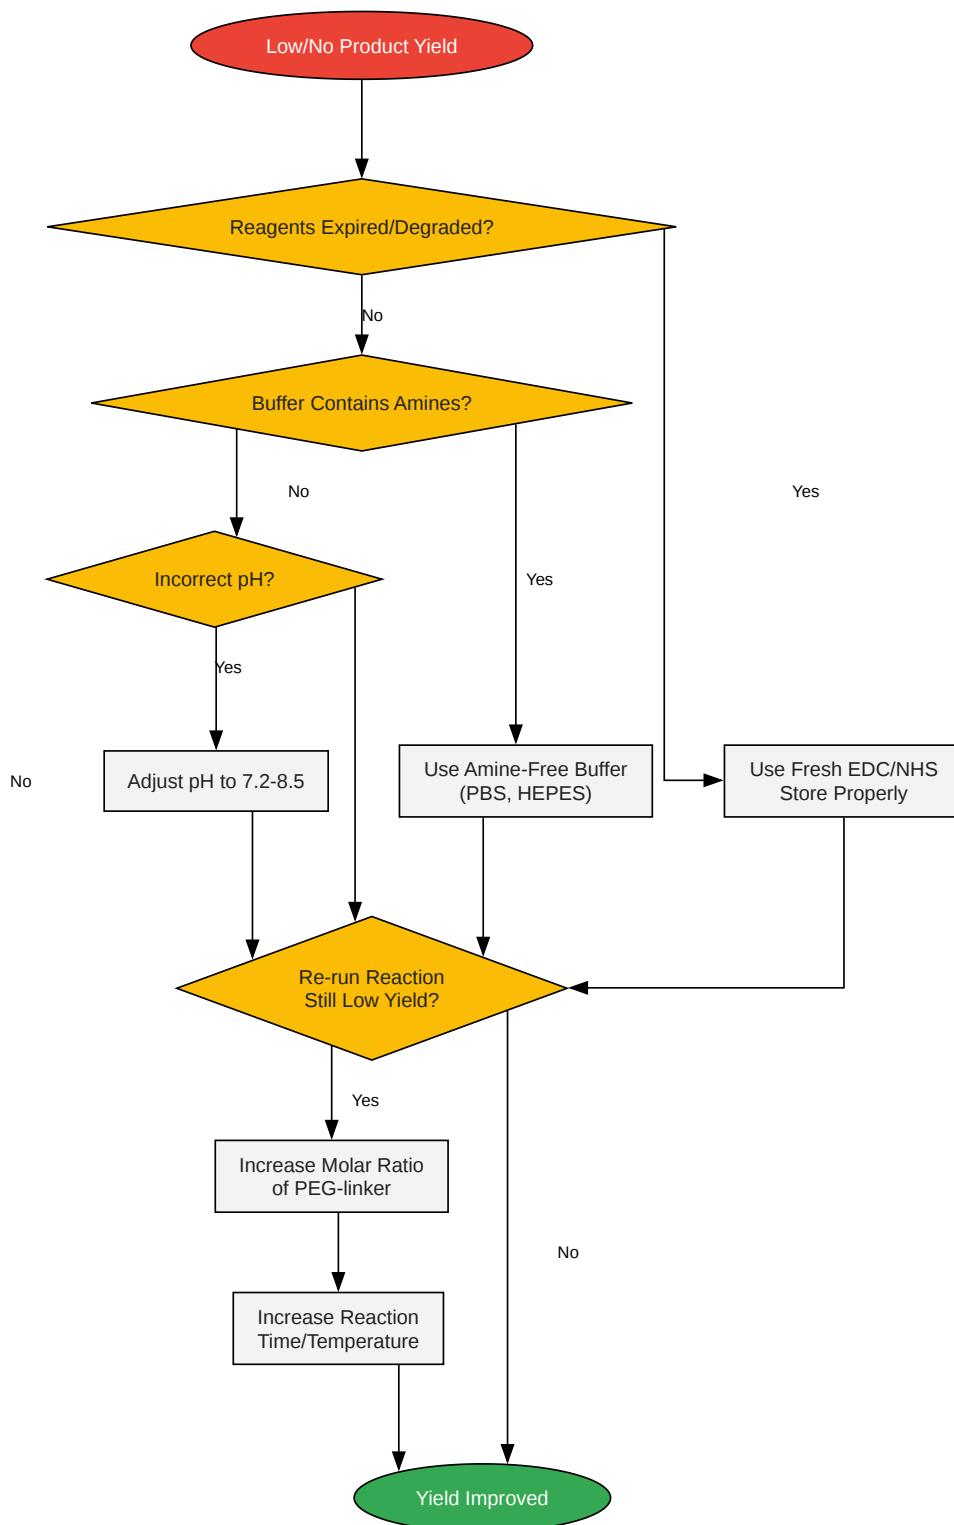 Low/No Product Yield
Reagents Expired/Degraded?
No
Buffer Contains Amines?
No
Yes
Incorrect pH?
Yes
Yes
No
Adjust pH to 7.2-8.5
Use Amine-Free Buffer
(PBS, HEPES)
Use Fresh EDC/NHS
Store Properly
Re-run Reaction
Still Low Yield?
Yes
Increase Molar Ratio
of PEG-linker
No
Increase Reaction
Time/Temperature
Yield Improved